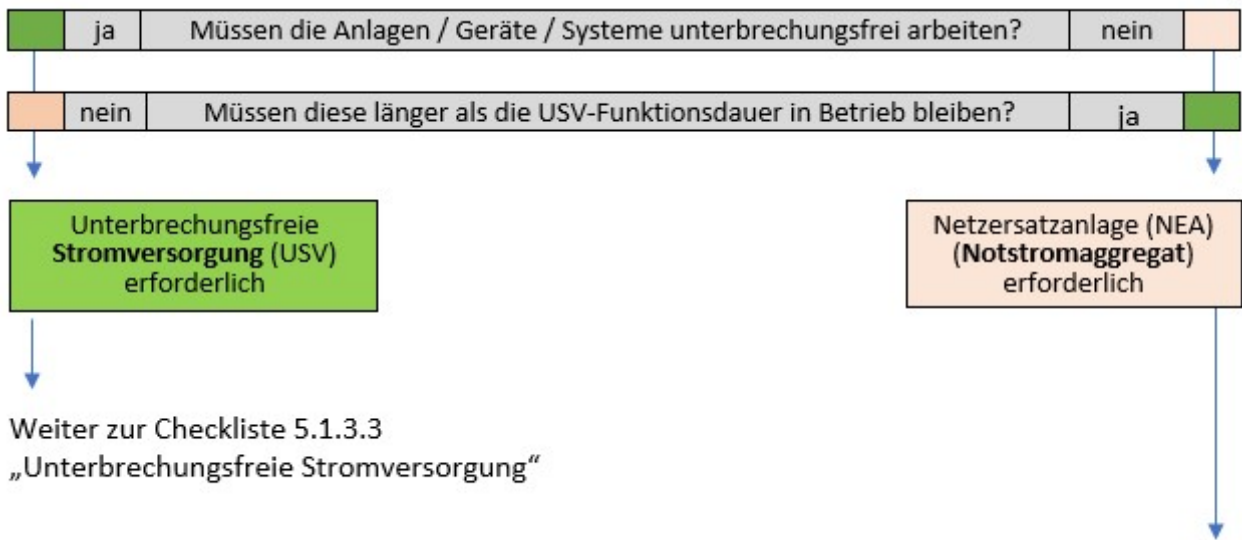 ja Müssen die Anlagen / Geräte / Systeme unterbrechungsfrei arbeiten? nein
nein Müssen diese länger als die USV-Funktionsdauer in Betrieb bleiben? ja
Unterbrechungsfreie
Stromversorgung (USV)
erforderlich
Netzersatzanlage (NEA)
(Notstromaggregat)
erforderlich
Weiter zur Checkliste 5.1.3.3
„Unterbrechungsfreie Stromversorgung“